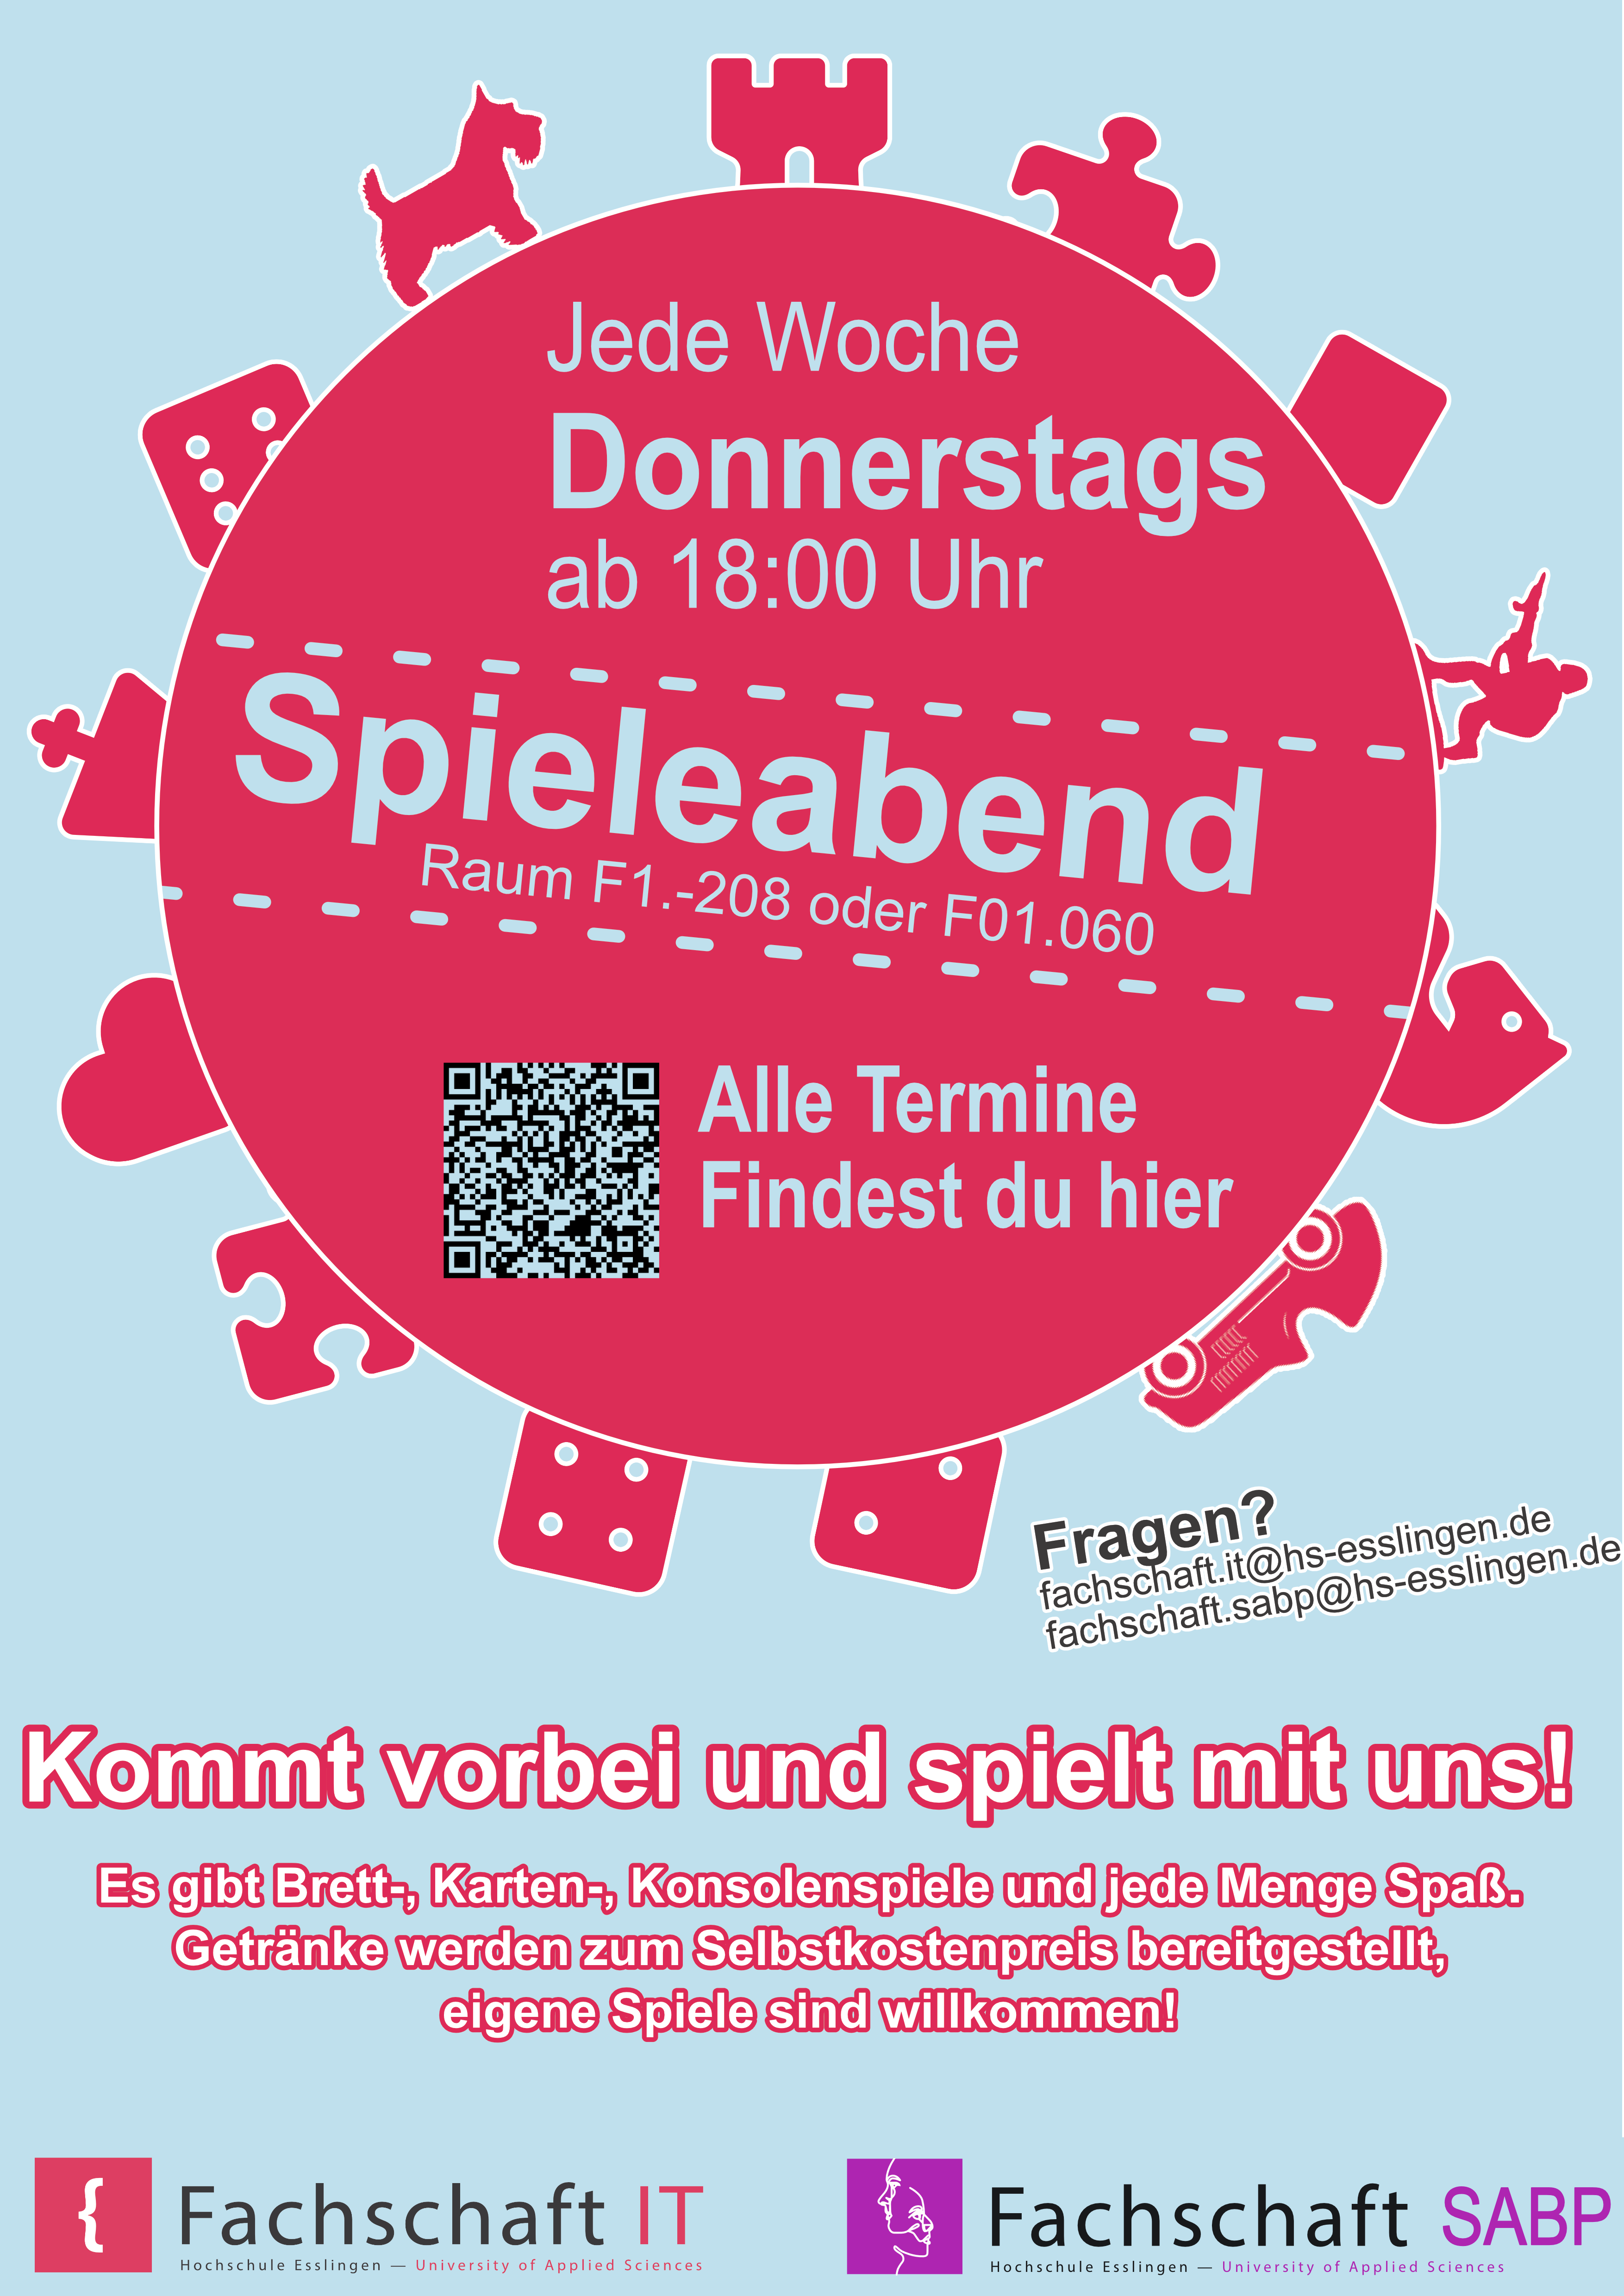 Jede Woche
Donnerstags
ab 18:00 Uhr
Spieleabend
Raum F1.-208 oder F01.060
Alle Termine
Findest du hier
Fragen?
fachschaft.it@hs-esslingen.de
fachschaft.sabp@hs-esslingen.de
Kommt vorbei und spielt mit uns!
Es gibt Brett-, Karten-, Konsolenspiele und jede Menge Spaß.
Getränke werden zum Selbstkostenpreis bereitgestellt,
eigene Spiele sind willkommen!
{ Fachschaft IT
Hochschule Esslingen — University of Applied Sciences
Fachschaft SABP
Hochschule Esslingen — University of Applied Sciences